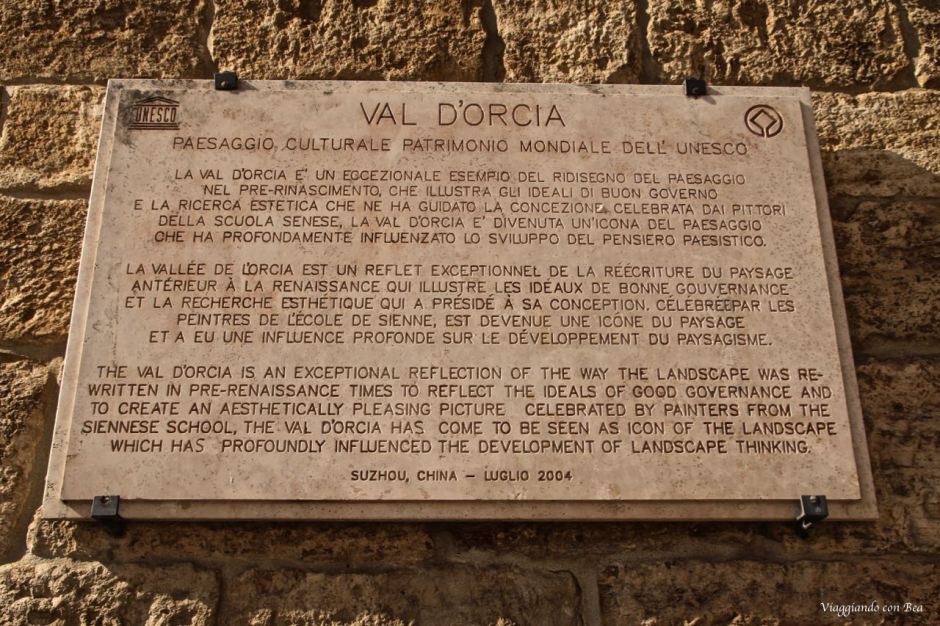 UNESCO
VAL D'ORCIA
PAESAGGIO CULTURALE PATRIMONIO MONDIALE DELL' UNESCO
LA VAL D'ORCIA E' UN ECCEZIONALE ESEMPIO DEL RIDISEGNO DEL PAESAGGIO
NEL PRE-RINASCIMENTO, CHE ILLUSTRA GLI IDEALI DI BUON GOVERNO
E LA RICERCA ESTETICA CHE NE HA GUIDATO LA CONCEZIONE. CELEBRATA DAI PITTORI
DELLA SCUOLA SENESE, LA VAL D'ORCIA E' DIVENUTA UN'ICONA DEL PAESAGGIO
CHE HA PROFONDAMENTE INFLUENZATO LO SVILUPPO DEL PENSIERO PAESISTICO.
LA VALLÉE DE L'ORCIA EST UN REFLET EXCEPTIONNEL DE LA RÉÉCRITURE DU PAYSAGE
ANTÉRIEUR À LA RENAISSANCE QUI ILLUSTRE LES IDÉAUX DE BONNE GOUVERNANCE
ET LA RECHERCHE ESTHÉTIQUE QUI A PRÉSIDÉ À SA CONCEPTION. CÉLÉBRÉE PAR LES
PEINTRES DE L'ÉCOLE DE SIENNE, EST DEVENUE UNE ICÓNE DU PAYSAGE
ET A EU UNE INFLUENCE PROFONDE SUR LE DÉVELOPPEMENT DU PAYSAGISME.
THE VAL D'ORCIA IS AN EXCEPTIONAL REFLECTION OF THE WAY THE LANDSCAPE WAS RE-
WRITTEN IN PRE-RENAISSANCE TIMES TO REFLECT THE IDEALS OF GOOD GOVERNANCE AND
TO CREATE AN AESTHETICALLY PLEASING PICTURE CELEBRATED BY PAINTERS FROM THE
SIENNESE SCHOOL, THE VAL D'ORCIA HAS COME TO BE SEEN AS ICON OF THE LANDSCAPE
WHICH HAS PROFOUNDLY INFLUENCED THE DEVELOPMENT OF LANDSCAPE THINKING.
SUZHOU, CHINA – LUGLIO 2004
Viaggiando con Bea